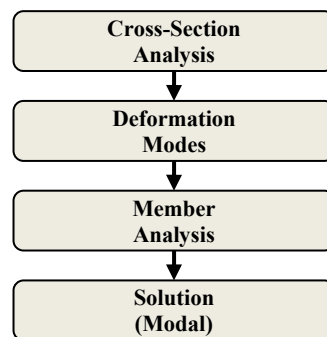 Cross-Section
Analysis
Deformation
Modes
Member
Analysis
Solution
(Modal)